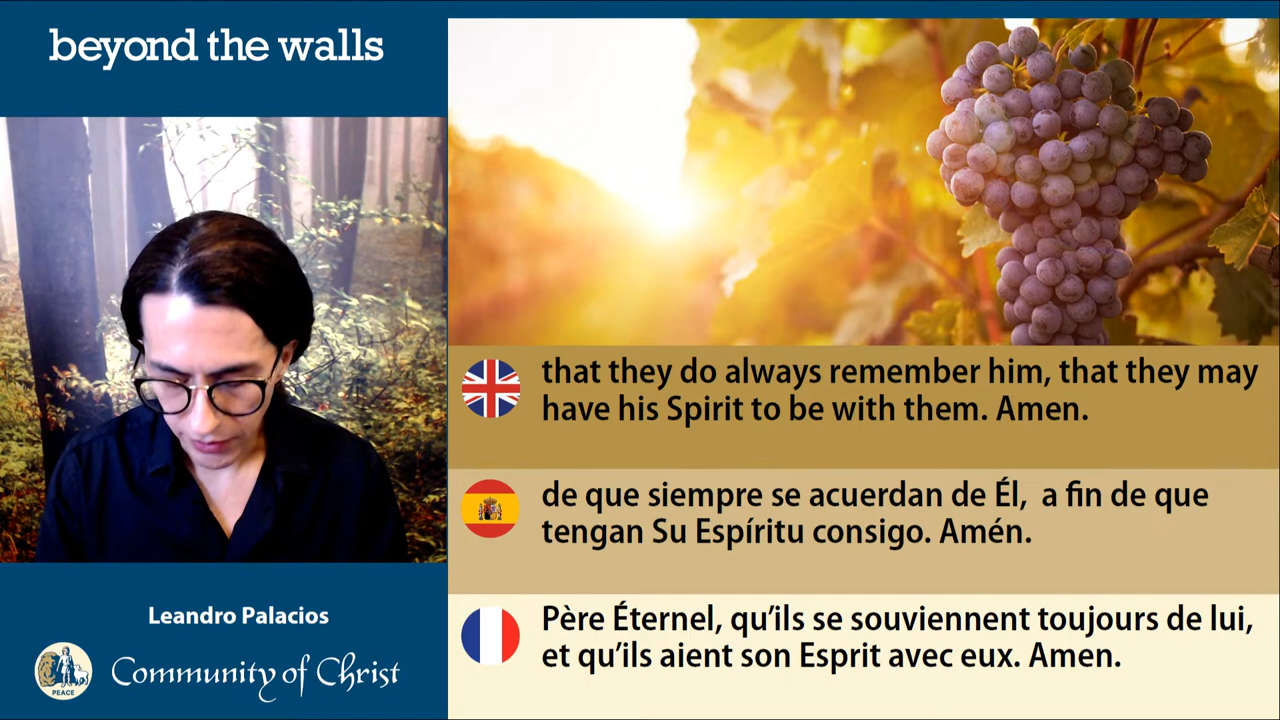 beyond the walls
that they do always remember him, that they may
have his Spirit to be with them. Amen.
de que siempre se acuerdan de Él,  a fin de que
tengan Su Espíritu consigo. Amén.
Père Éternel, qu’ils se souviennent toujours de lui,
et qu’ils aient son Esprit avec eux. Amen.
Leandro Palacios
PEACE
Community of Christ